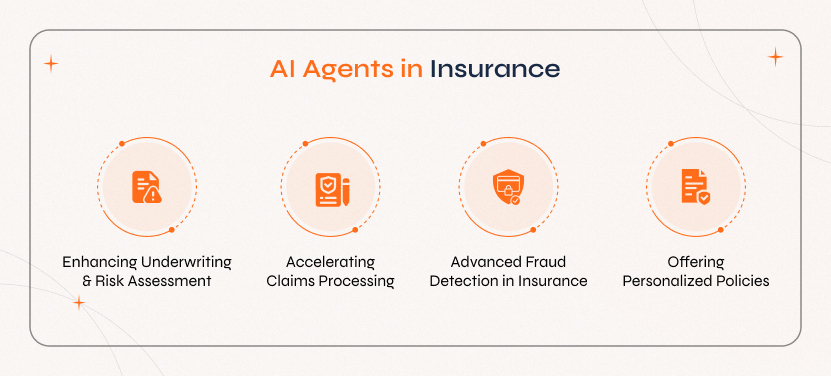 AI Agents in Insurance
Enhancing Underwriting
& Risk Assessment
Accelerating
Claims Processing
Advanced Fraud
Detection in Insurance
Offering
Personalized Policies